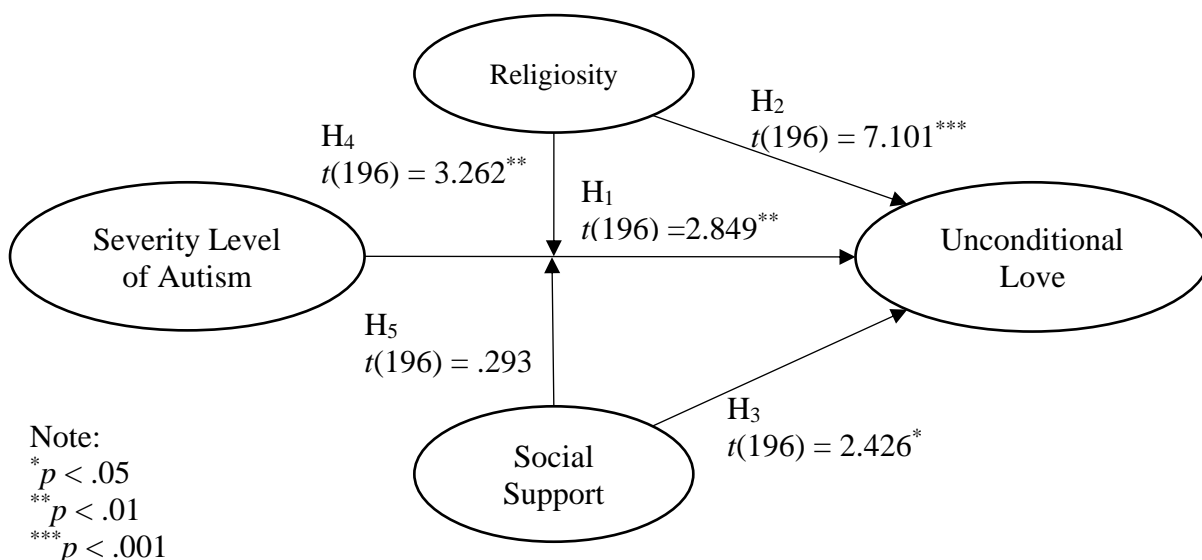 Religiosity
H₂
t(196) = 7.101***
H₄
t(196) = 3.262**
H₁
t(196) =2.849**
Severity Level
of Autism
Unconditional
Love
H₅
t(196) = .293
H₃
t(196) = 2.426*
Social
Support
Note:
*p < .05
**p < .01
***p < .001